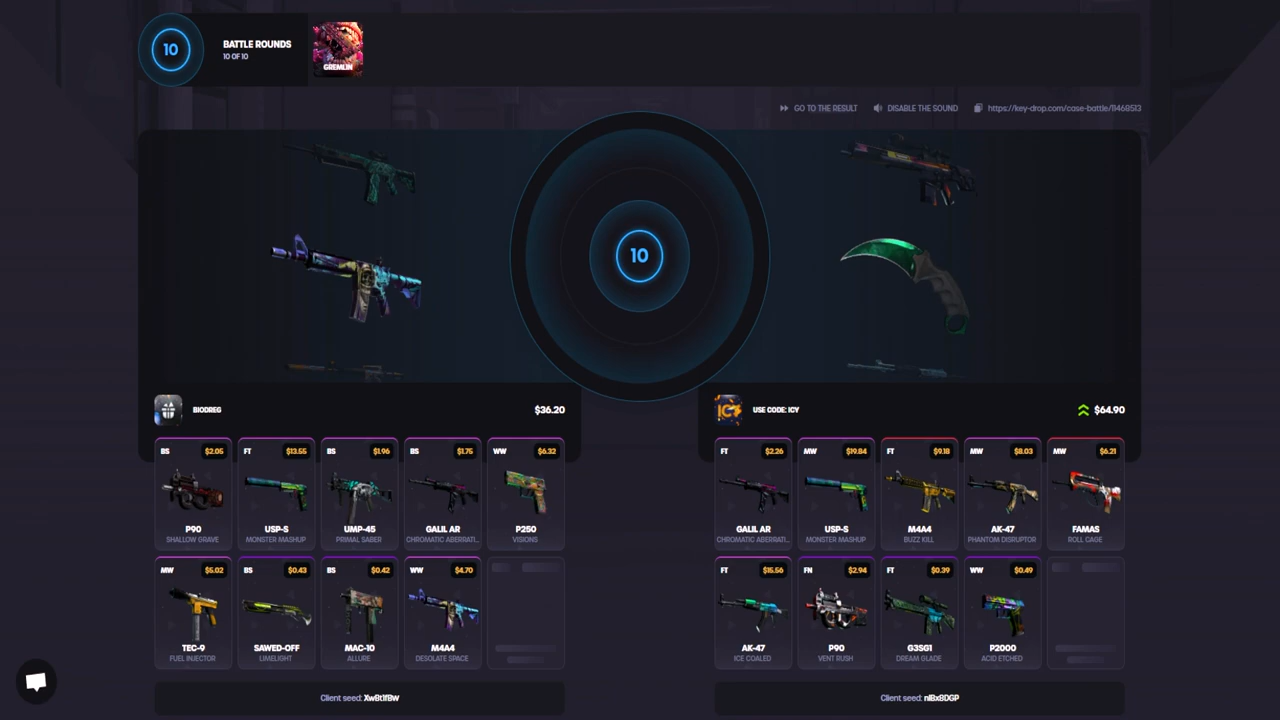 10
BATTLE ROUNDS
10 OF 10
GREMLIN
GO TO THE RESULT
DISABLE THE SOUND
https://key-drop.com/case-battle/11468513
10
BIODREG
$36.20
USE CODE: ICY
$64.90
BS $2.05
P90
SHALLOW GRAVE
FT $13.55
USP-S
MONSTER MASHUP
BS $1.96
UMP-45
PRIMAL SABER
BS $1.75
GALIL AR
CHROMATIC ABERRATI...
WW $6.32
P250
VISIONS
MW $5.02
TEC-9
FUEL INJECTOR
BS $0.43
SAWED-OFF
LIMELIGHT
BS $0.42
MAC-10
ALLURE
WW $4.70
M4A4
DESOLATE SPACE
FT $2.26
GALIL AR
CHROMATIC ABERRATI...
MW $19.84
USP-S
MONSTER MASHUP
FT $9.18
M4A4
BUZZ KILL
MW $8.03
AK-47
PHANTOM DISRUPTOR
MW $6.21
FAMAS
ROLL CAGE
FT $15.56
AK-47
ICE COALED
FN $2.94
P90
VENT RUSH
FT $0.39
G3SG1
DREAM GLADE
WW $0.49
P2000
ACID ETCHED
Client seed: XwBt1fBw
Client seed: nIBxBDGP